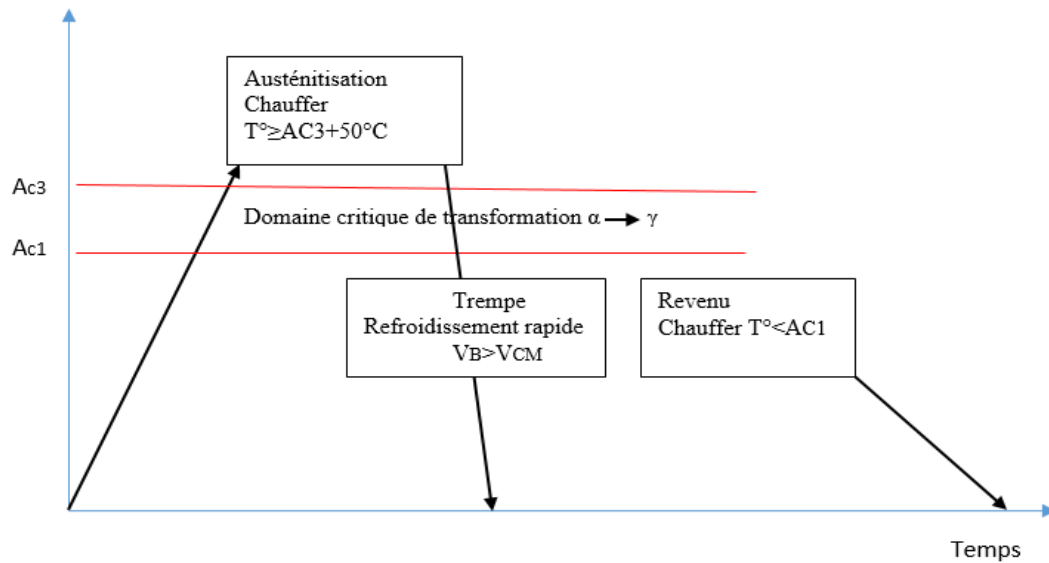 Austénitisation
Chauffer
T°≥AC3+50°C
Ac3
Domaine critique de transformation α → γ
Ac1
Trempe
Refroidissement rapide
VB>VCM
Revenu
Chauffer T°<AC1
Temps